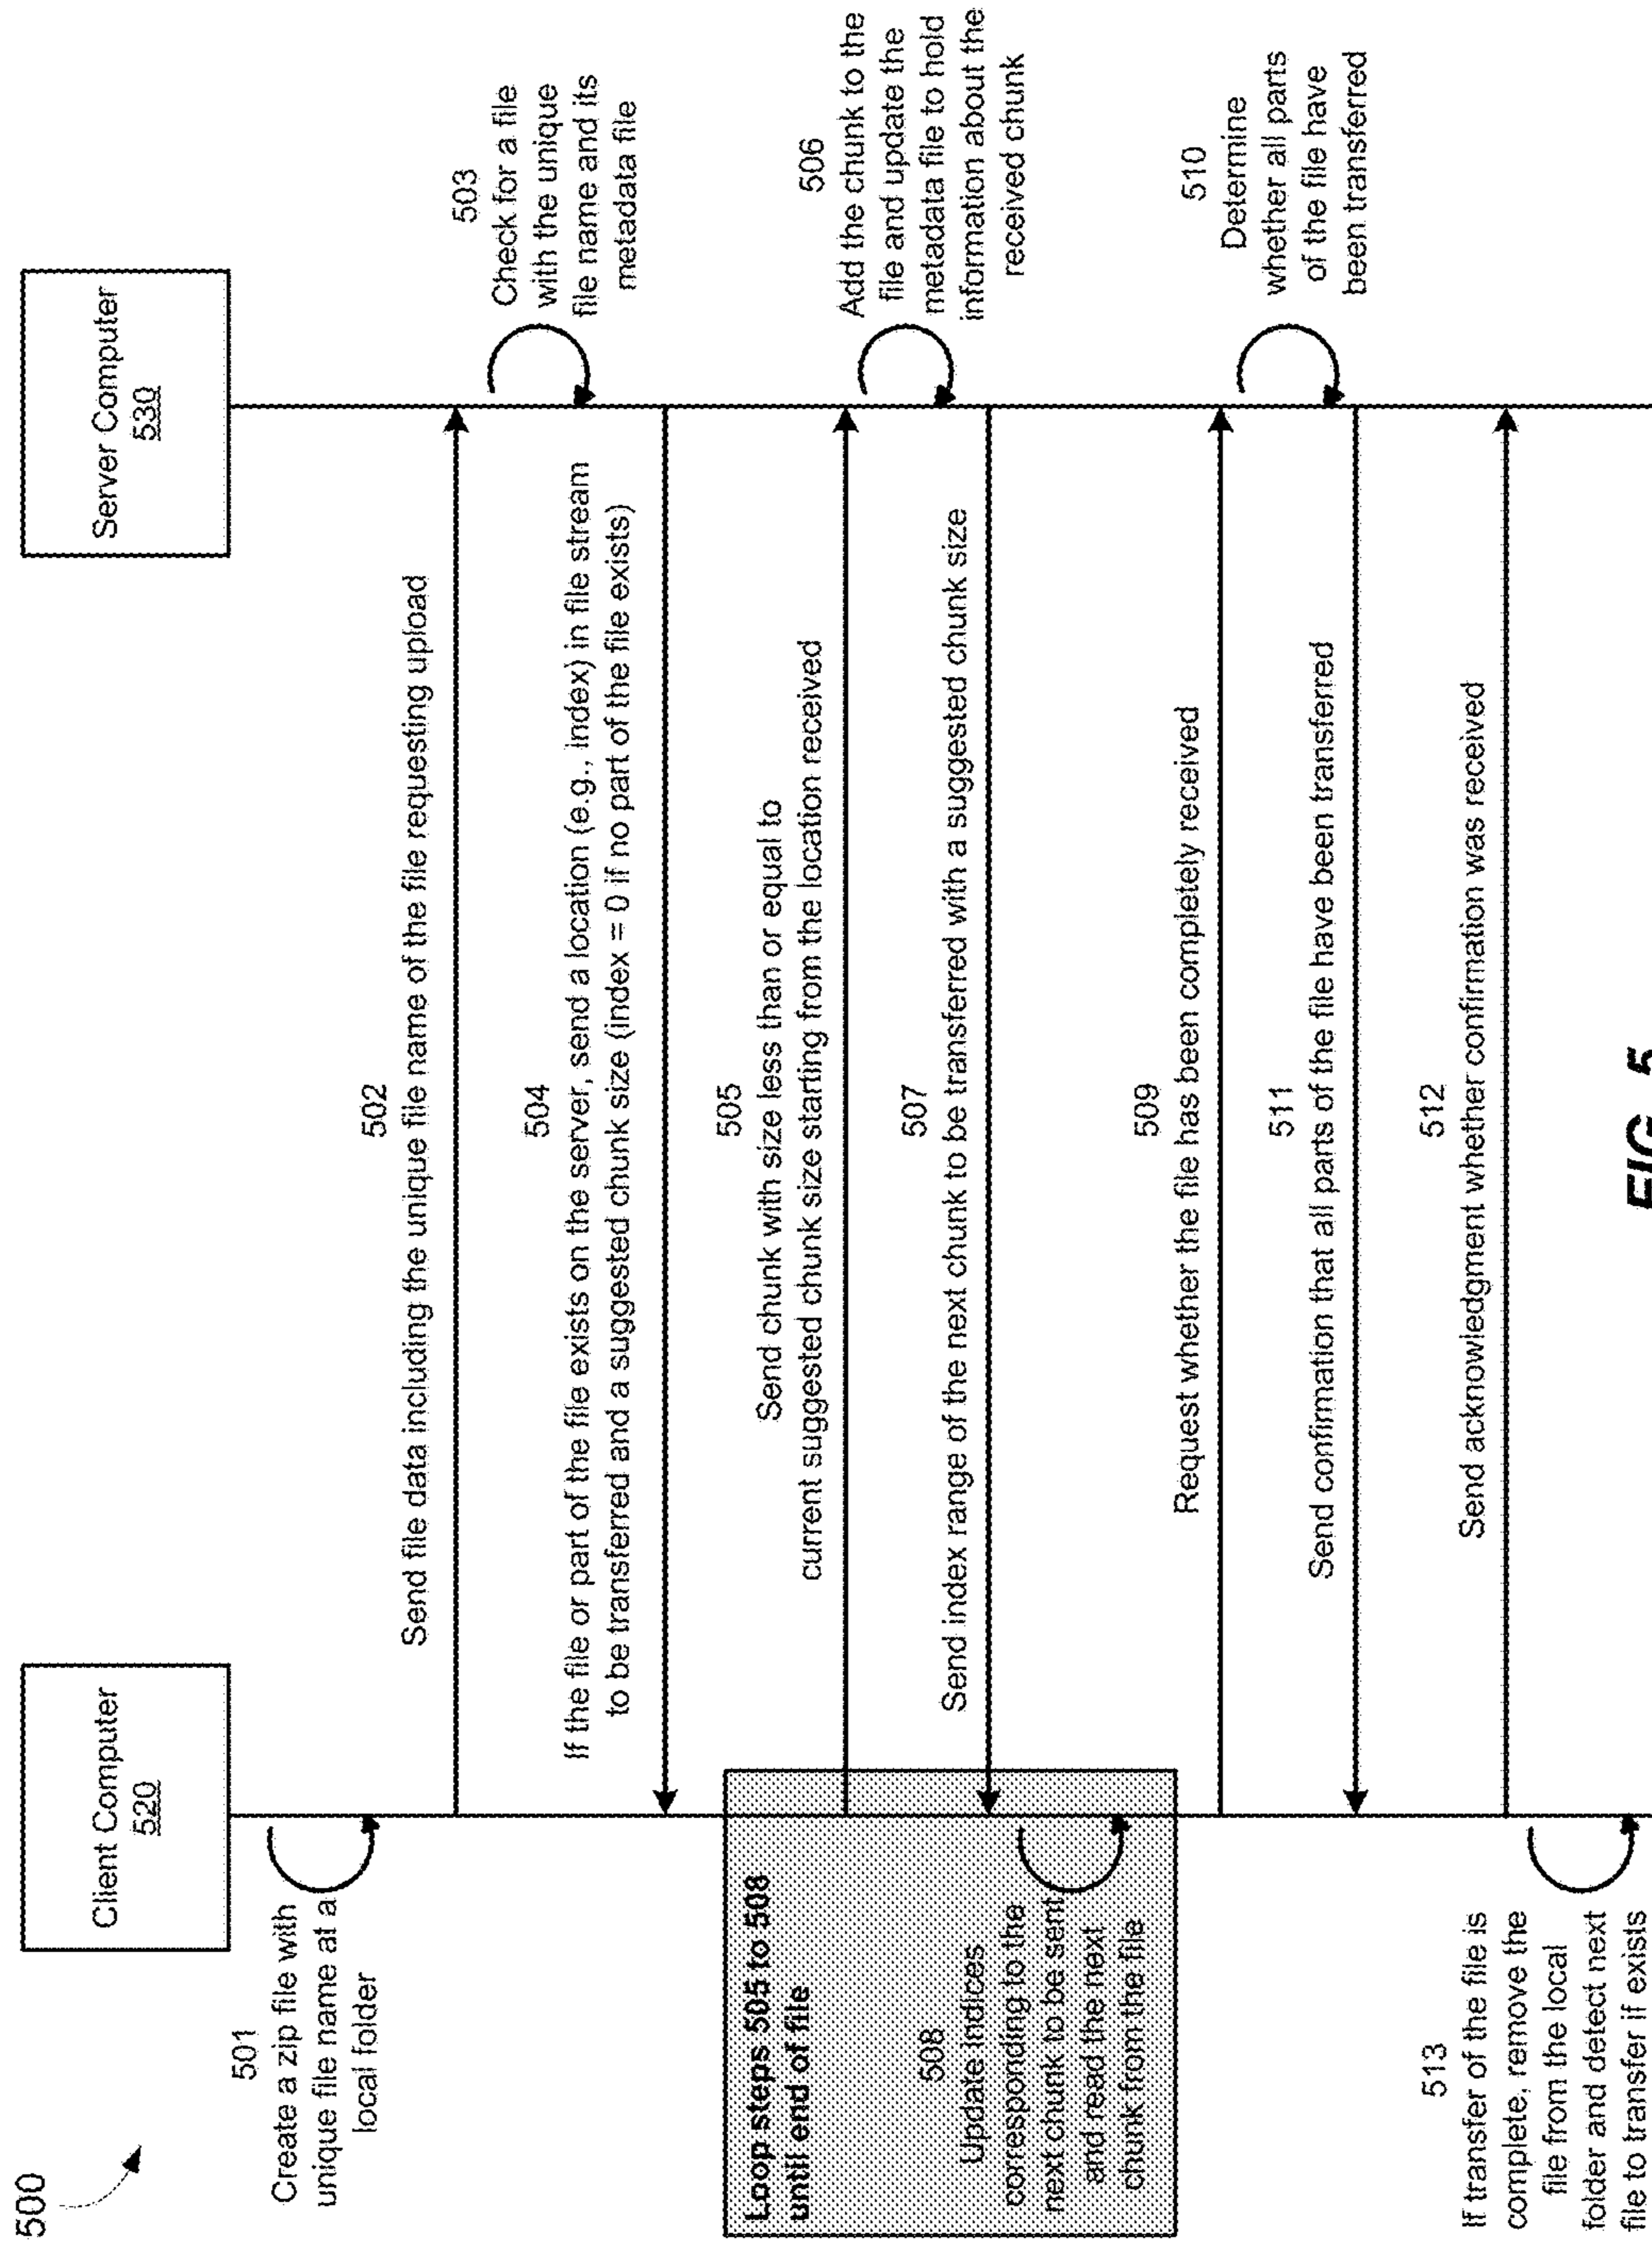 500
Client Computer
520
Server Computer
530
501
Create a zip file with
unique file name at a
local folder
502
Send file data including the unique file name of the file requesting upload
503
Check for a file
with the unique
file name and its
metadata file
504
If the file or part of the file exists on the server, send a location (e.g., index) in file stream
to be transferred and a suggested chunk size (index = 0 if no part of the file exists)
Loop steps 505 to 508
until end of file
505
Send chunk with size less than or equal to
current suggested chunk size starting from the location received
506
Add the chunk to the
file and update the
metadata file to hold
information about the
received chunk
507
Send index range of the next chunk to be transferred with a suggested chunk size
508
Update indices
corresponding to the
next chunk to be sent
and read the next
chunk from the file
509
Request whether the file has been completely received
510
Determine
whether all parts
of the file have
been transferred
511
Send confirmation that all parts of the file have been transferred
512
Send acknowledgment whether confirmation was received
513
If transfer of the file is
complete, remove the
file from the local
folder and detect next
file to transfer if exists
FIG. 5